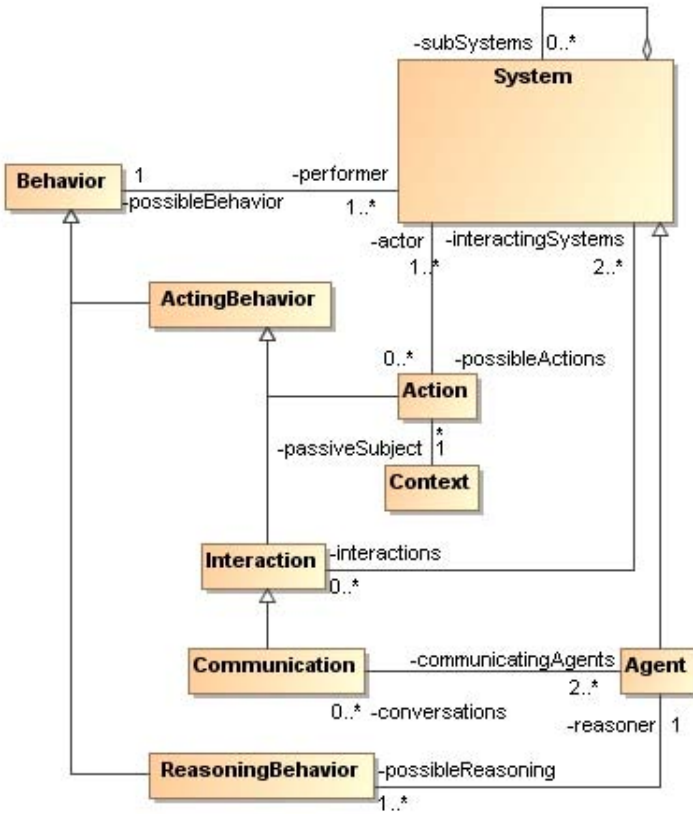 -subSystems 0..*
System
Behavior
1
-performer
-possibleBehavior
1..*
-actor -interactingSystems
1..* 2..*
ActingBehavior
0..* -possibleActions
Action
*
-passiveSubject 1
Context
Interaction -interactions
0..*
Communication -communicatingAgents Agent
2..*
0..* -conversations
-reasoner 1
ReasoningBehavior -possibleReasoning
1..*